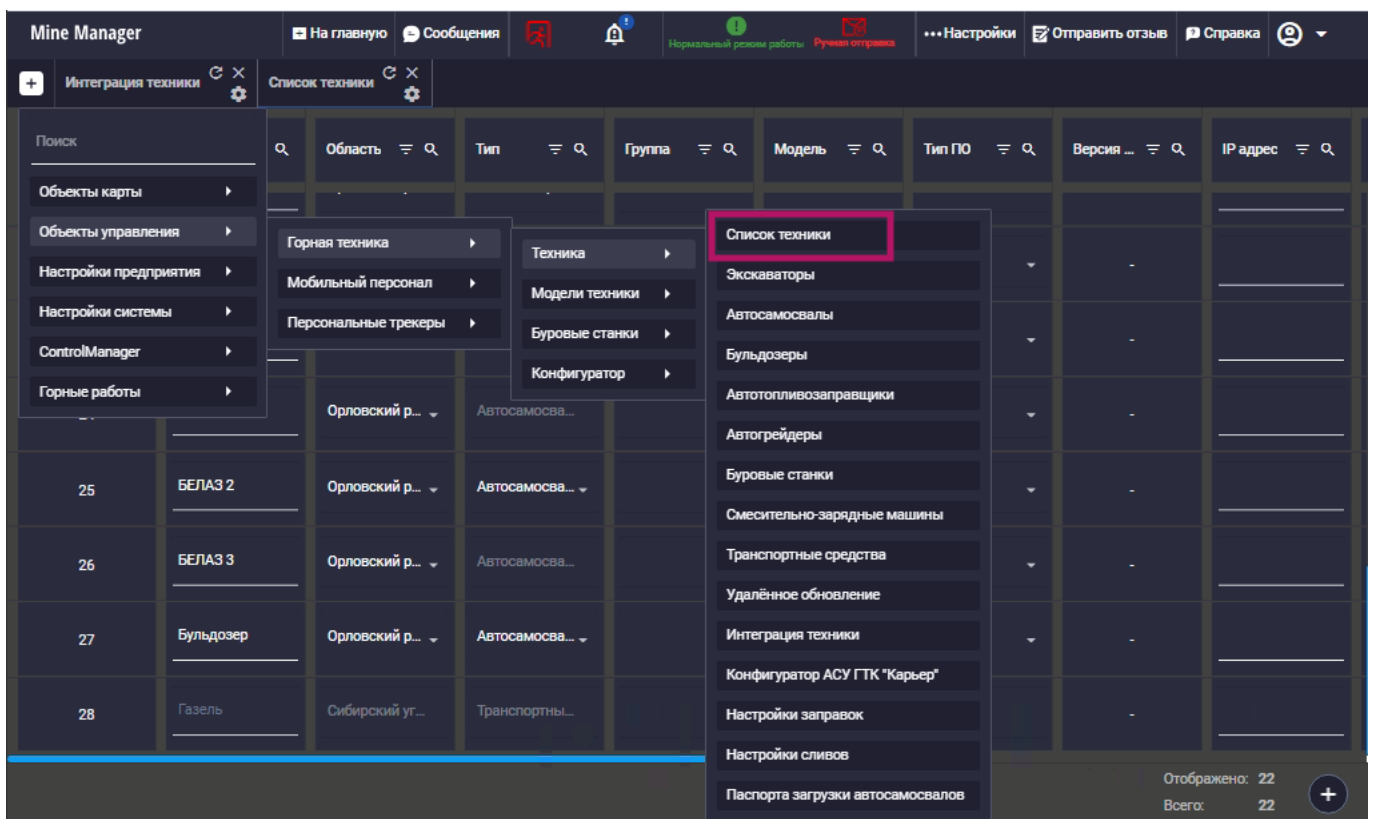 Mine Manager
На главную
Сообщения
Нормальный режим работы
Ручная отправка
Настройки
Отправить отзыв
Справка
Интеграция техники
Список техники
Поиск
Область
Тип
Группа
Модель
Тип ПО
Версия ...
IP адрес
Объекты карты
Объекты управления
Настройки предприятия
Настройки системы
ControlManager
Горные работы
Горная техника
Мобильный персонал
Персональные трекеры
Техника
Модели техники
Буровые станки
Конфигуратор
Список техники
Экскаваторы
Автосамосвалы
Бульдозеры
Автотопливозаправщики
Автогрейдеры
Буровые станки
Смесительно-зарядные машины
Транспортные средства
Удалённое обновление
Интеграция техники
Конфигуратор АСУ ГТК "Карьер"
Настройки заправок
Настройки сливов
Паспорта загрузки автосамосвалов
-
-
Орловский р... Автосамосва... -
25 БЕЛАЗ 2 Орловский р... Автосамосва... -
26 БЕЛАЗ 3 Орловский р... Автосамосва... -
27 Бульдозер Орловский р... Автосамосва... -
28 Газель Сибирский уг... Транспортны... -
Отображено: 22
Всего: 22